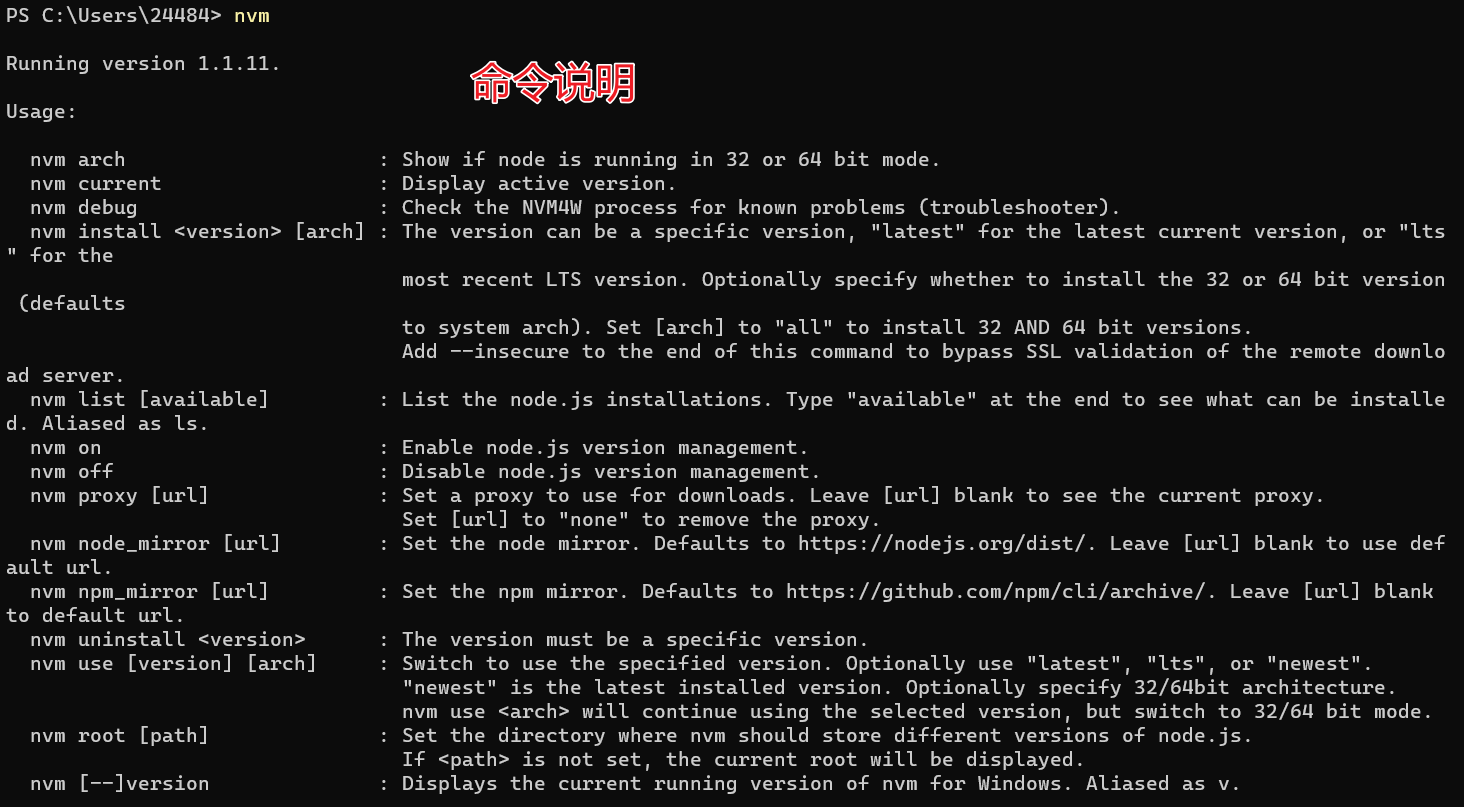 PS C:\Users\24484> nvm
Running version 1.1.11.
命令说明
Usage:
nvm arch : Show if node is running in 32 or 64 bit mode.
nvm current : Display active version.
nvm debug : Check the NVM4W process for known problems (troubleshooter).
nvm install <version> [arch] : The version can be a specific version, "latest" for the latest current version, or "lts
" for the
most recent LTS version. Optionally specify whether to install the 32 or 64 bit version
(defaults
to system arch). Set [arch] to "all" to install 32 AND 64 bit versions.
Add --insecure to the end of this command to bypass SSL validation of the remote downlo
ad server.
nvm list [available] : List the node.js installations. Type "available" at the end to see what can be installe
d. Aliased as ls.
nvm on : Enable node.js version management.
nvm off : Disable node.js version management.
nvm proxy [url] : Set a proxy to use for downloads. Leave [url] blank to see the current proxy.
Set [url] to "none" to remove the proxy.
nvm node_mirror [url] : Set the node mirror. Defaults to https://nodejs.org/dist/. Leave [url] blank to use def
ault url.
nvm npm_mirror [url] : Set the npm mirror. Defaults to https://github.com/npm/cli/archive/. Leave [url] blank
to default url.
nvm uninstall <version> : The version must be a specific version.
nvm use [version] [arch] : Switch to use the specified version. Optionally use "latest", "lts", or "newest".
"newest" is the latest installed version. Optionally specify 32/64bit architecture.
nvm use <arch> will continue using the selected version, but switch to 32/64 bit mode.
nvm root [path] : Set the directory where nvm should store different versions of node.js.
If <path> is not set, the current root will be displayed.
nvm [--]version : Displays the current running version of nvm for Windows. Aliased as v.